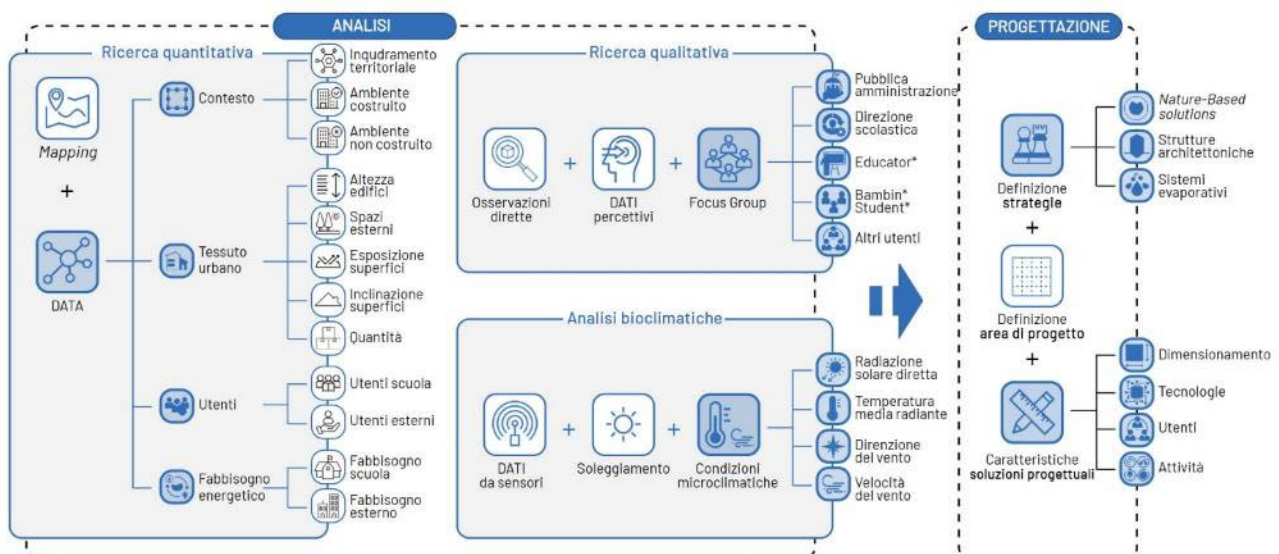 ANALISI
Ricerca quantitativa
Mapping
+
DATA
Contesto
Inqudramento
territoriale
Ambiente
costruito
Ambiente
non costruito
Tessuto
urbano
Altezza
edifici
Spazi
esterni
Esposizione
superfici
Inclinazione
superfici
Quantità
Utenti
Utenti scuola
Utenti esterni
Fabbisogno
energetico
Fabbisogno
scuola
Fabbisogno
esterno
Ricerca qualitativa
Osservazioni
dirette
+
DATI
percettivi
+
Focus Group
Pubblica
amministrazione
Direzione
scolastica
Educator*
Bambin*
Student*
Altri utenti
Analisi bioclimatiche
DATI
da sensori
+
Soleggiamento
+
Condizioni
microclimatiche
Radiazione
solare diretta
Temperatura
media radiante
Direnzione
del vento
Velocità
del vento
PROGETTAZIONE
Definizione
strategie
Nature-Based
solutions
Strutture
architettoniche
Sistemi
evaporativi
+
Definizione
area di progetto
+
Caratteristiche
soluzioni progettuali
Dimensionamento
Tecnologie
Utenti
Attività